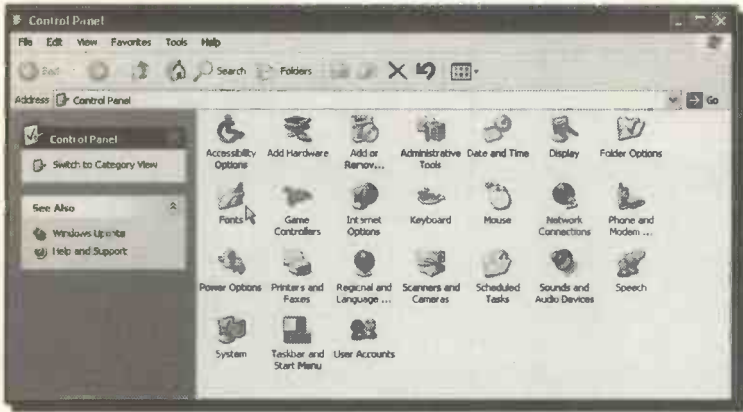 Control Panel
File Edit View Favorites Tools Help
Back Search Folders
Address Control Panel Go
Control Panel
Switch to Category View
See Also
Windows Update
Help and Support
Accessibility Options
Add Hardware
Add or Remov...
Administrative Tools
Date and Time
Display
Folder Options
Fonts
Game Controllers
Internet Options
Keyboard
Mouse
Network Connections
Phone and Modem ...
Power Options
Printers and Faxes
Regional and Language ...
Scanners and Cameras
Scheduled Tasks
Sounds and Audio Devices
Speech
System
Taskbar and Start Menu
User Accounts